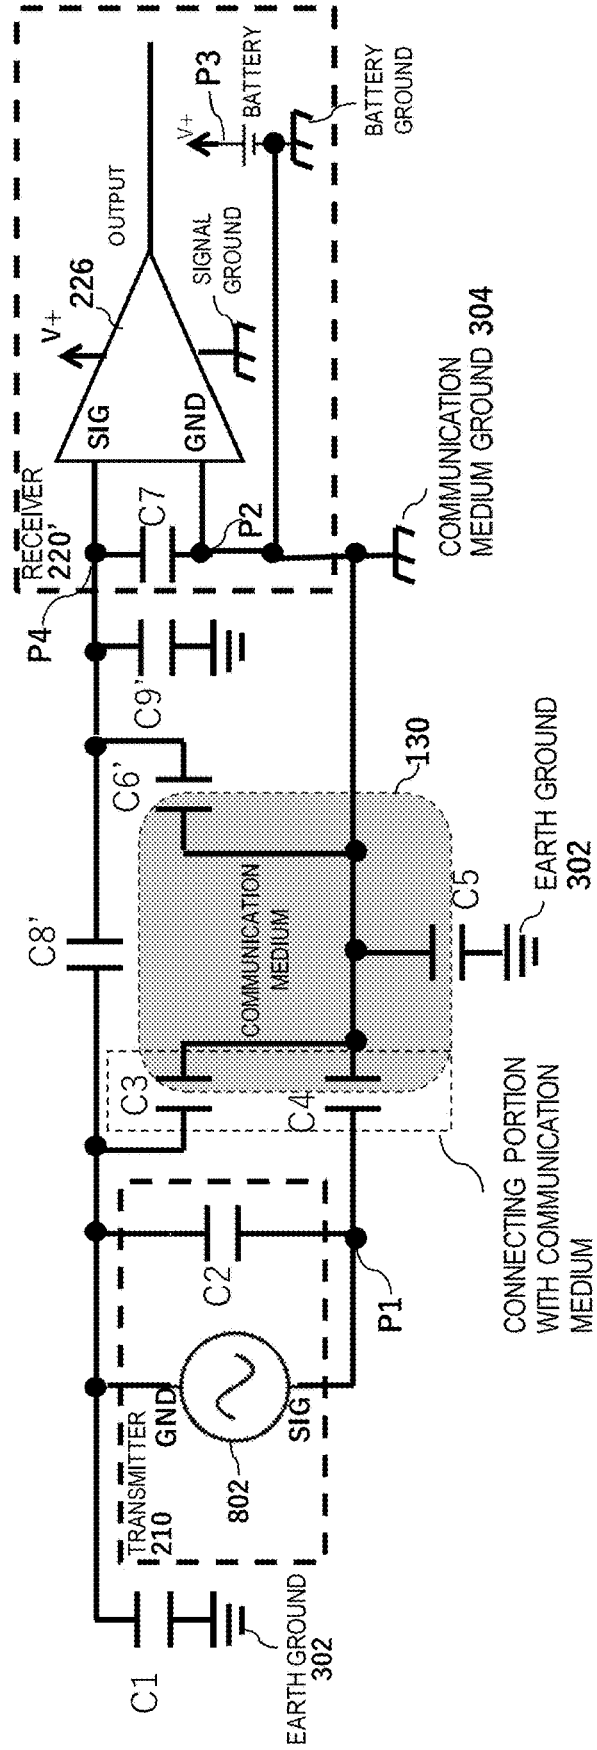 C1
EARTH GROUND
302
TRANSMITTER
210
GND
802
SIG
C2
P1
CONNECTING PORTION
WITH COMMUNICATION
MEDIUM
C3
C4
C8'
COMMUNICATION
MEDIUM
C5
EARTH GROUND
302
130
C6'
C9'
P4
RECEIVER
220'
C7
P2
SIG
GND
V+
226
OUTPUT
SIGNAL
GROUND
COMMUNICATION
MEDIUM GROUND 304
V+
P3
BATTERY
BATTERY
GROUND